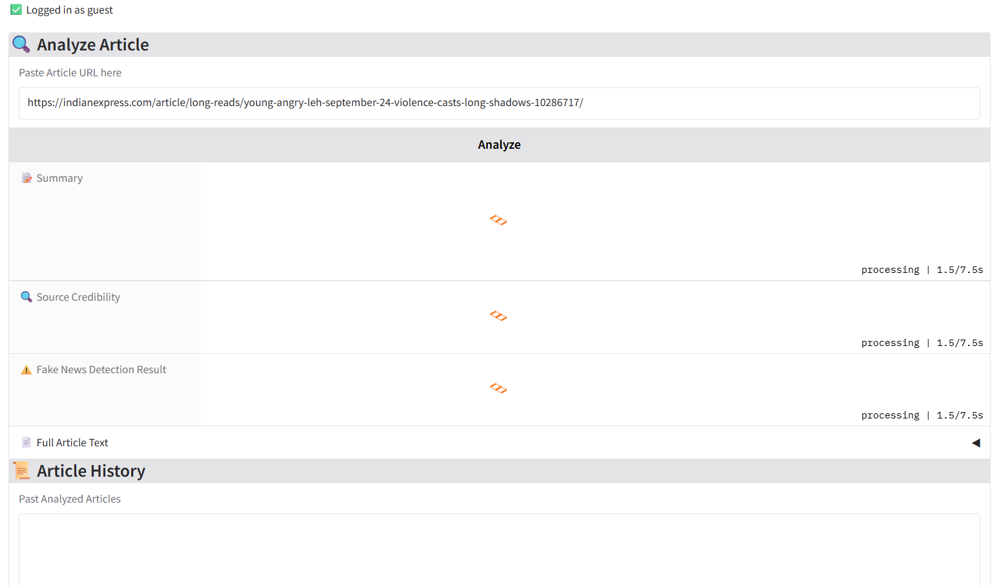 Logged in as guest
Analyze Article
Paste Article URL here
https://indianexpress.com/article/long-reads/young-angry-leh-september-24-violence-casts-long-shadows-10286717/
Analyze
Summary
processing | 1.5/7.5s
Source Credibility
processing | 1.5/7.5s
Fake News Detection Result
processing | 1.5/7.5s
Full Article Text
Article History
Past Analyzed Articles